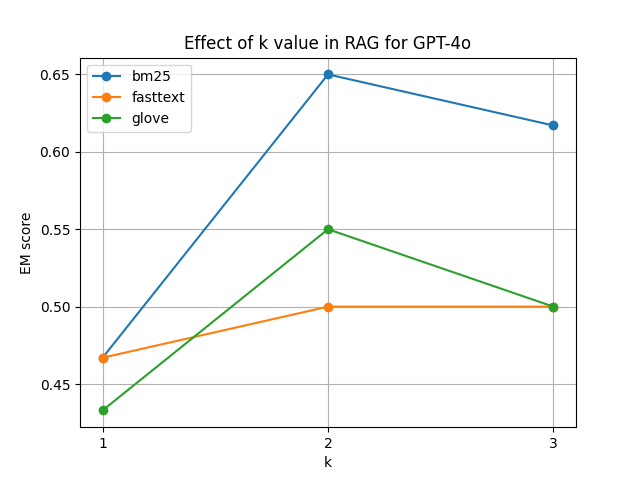 Effect of k value in RAG for GPT-4o
bm25
fasttext
glove
EM score
0.65
0.60
0.55
0.50
0.45
1
2
3
k